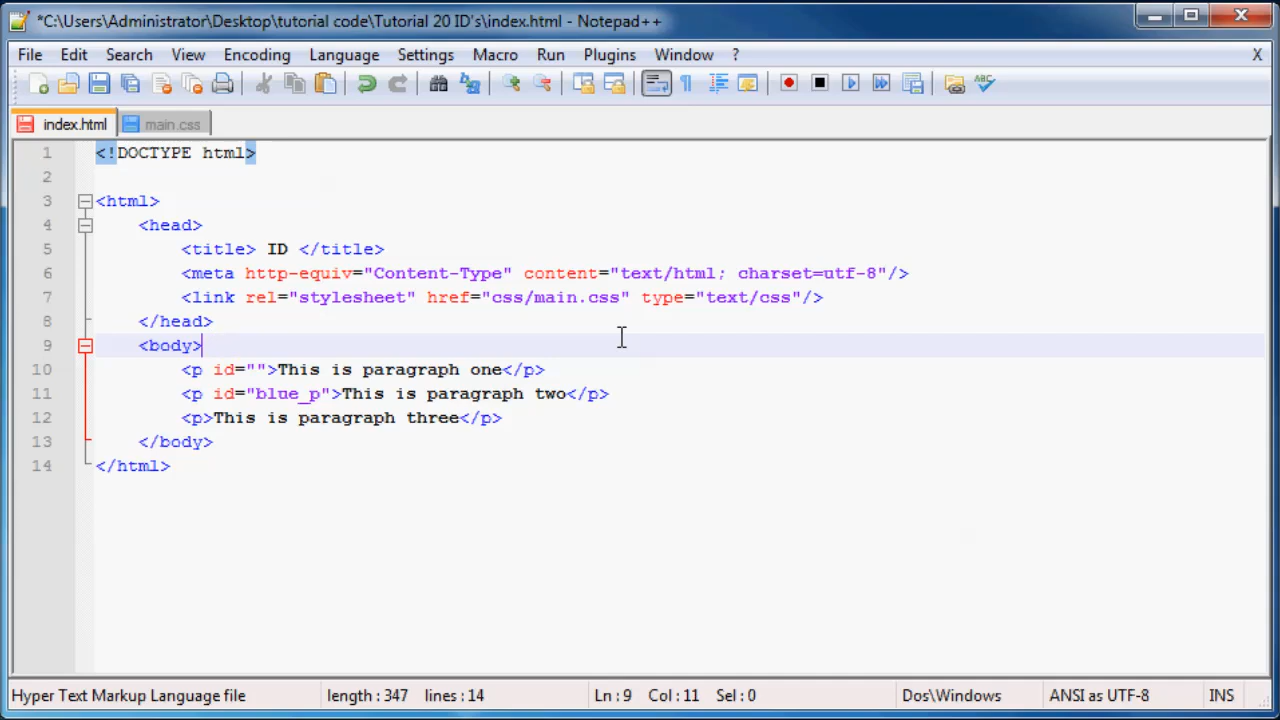 *C:\Users\Administrator\Desktop\tutorial code\Tutorial 20 ID's\index.html - Notepad++
File Edit Search View Encoding Language Settings Macro Run Plugins Window ? X
ABC
index.html main.css
1 <!DOCTYPE html>
2
3 <html>
4 <head>
5 <title> ID </title>
6 <meta http-equiv="Content-Type" content="text/html; charset=utf-8"/>
7 <link rel="stylesheet" href="css/main.css" type="text/css"/>
8 </head>
9 <body>
10 <p id="">This is paragraph one</p>
11 <p id="blue_p">This is paragraph two</p>
12 <p>This is paragraph three</p>
13 </body>
14 </html>
Hyper Text Markup Language file length : 347 lines : 14 Ln : 9 Col : 11 Sel : 0 Dos\Windows ANSI as UTF-8 INS